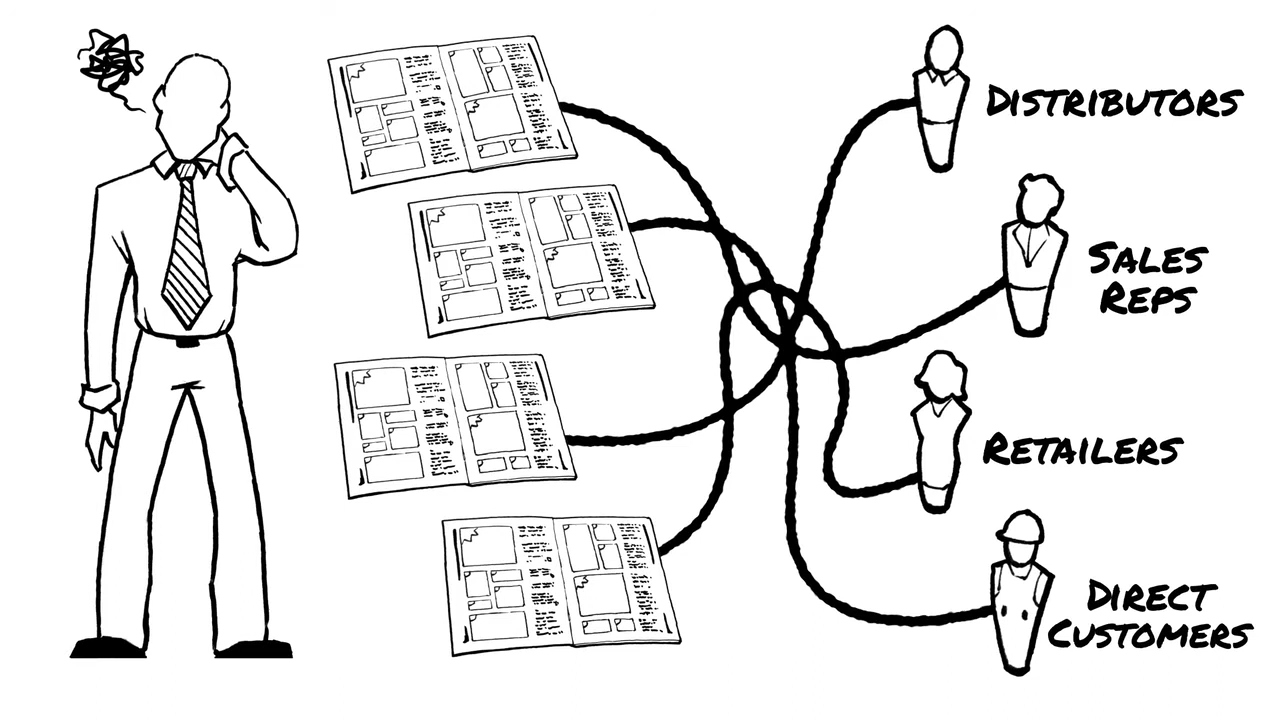 DISTRIBUTORS
SALES
REPS
RETAILERS
DIRECT
CUSTOMERS